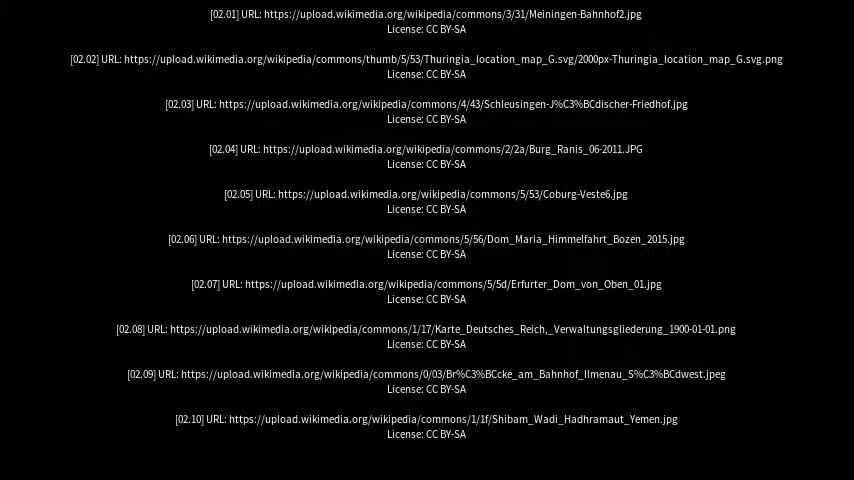 [02.01] URL: https://upload.wikimedia.org/wikipedia/commons/3/31/Meiningen-Bahnhof2.jpg
License: CC BY-SA
[02.02] URL: https://upload.wikimedia.org/wikipedia/commons/thumb/5/53/Thuringia_location_map_G.svg/2000px-Thuringia_location_map_G.svg.png
License: CC BY-SA
[02.03] URL: https://upload.wikimedia.org/wikipedia/commons/4/43/Schleusingen-J%C3%BCdischer-Friedhof.jpg
License: CC BY-SA
[02.04] URL: https://upload.wikimedia.org/wikipedia/commons/2/2a/Burg_Ranis_06-2011.JPG
License: CC BY-SA
[02.05] URL: https://upload.wikimedia.org/wikipedia/commons/5/53/Coburg-Veste6.jpg
License: CC BY-SA
[02.06] URL: https://upload.wikimedia.org/wikipedia/commons/5/56/Dom_Maria_Himmelfahrt_Bozen_2015.jpg
License: CC BY-SA
[02.07] URL: https://upload.wikimedia.org/wikipedia/commons/5/5d/Erfurter_Dom_von_Oben_01.jpg
License: CC BY-SA
[02.08] URL: https://upload.wikimedia.org/wikipedia/commons/1/17/Karte_Deutsches_Reich,_Verwaltungsgliederung_1900-01-01.png
License: CC BY-SA
[02.09] URL: https://upload.wikimedia.org/wikipedia/commons/0/03/Br%C3%BCcke_am_Bahnhof_Ilmenau_S%C3%BCdwest.jpeg
License: CC BY-SA
[02.10] URL: https://upload.wikimedia.org/wikipedia/commons/1/1f/Shibam_Wadi_Hadhramaut_Yemen.jpg
License: CC BY-SA